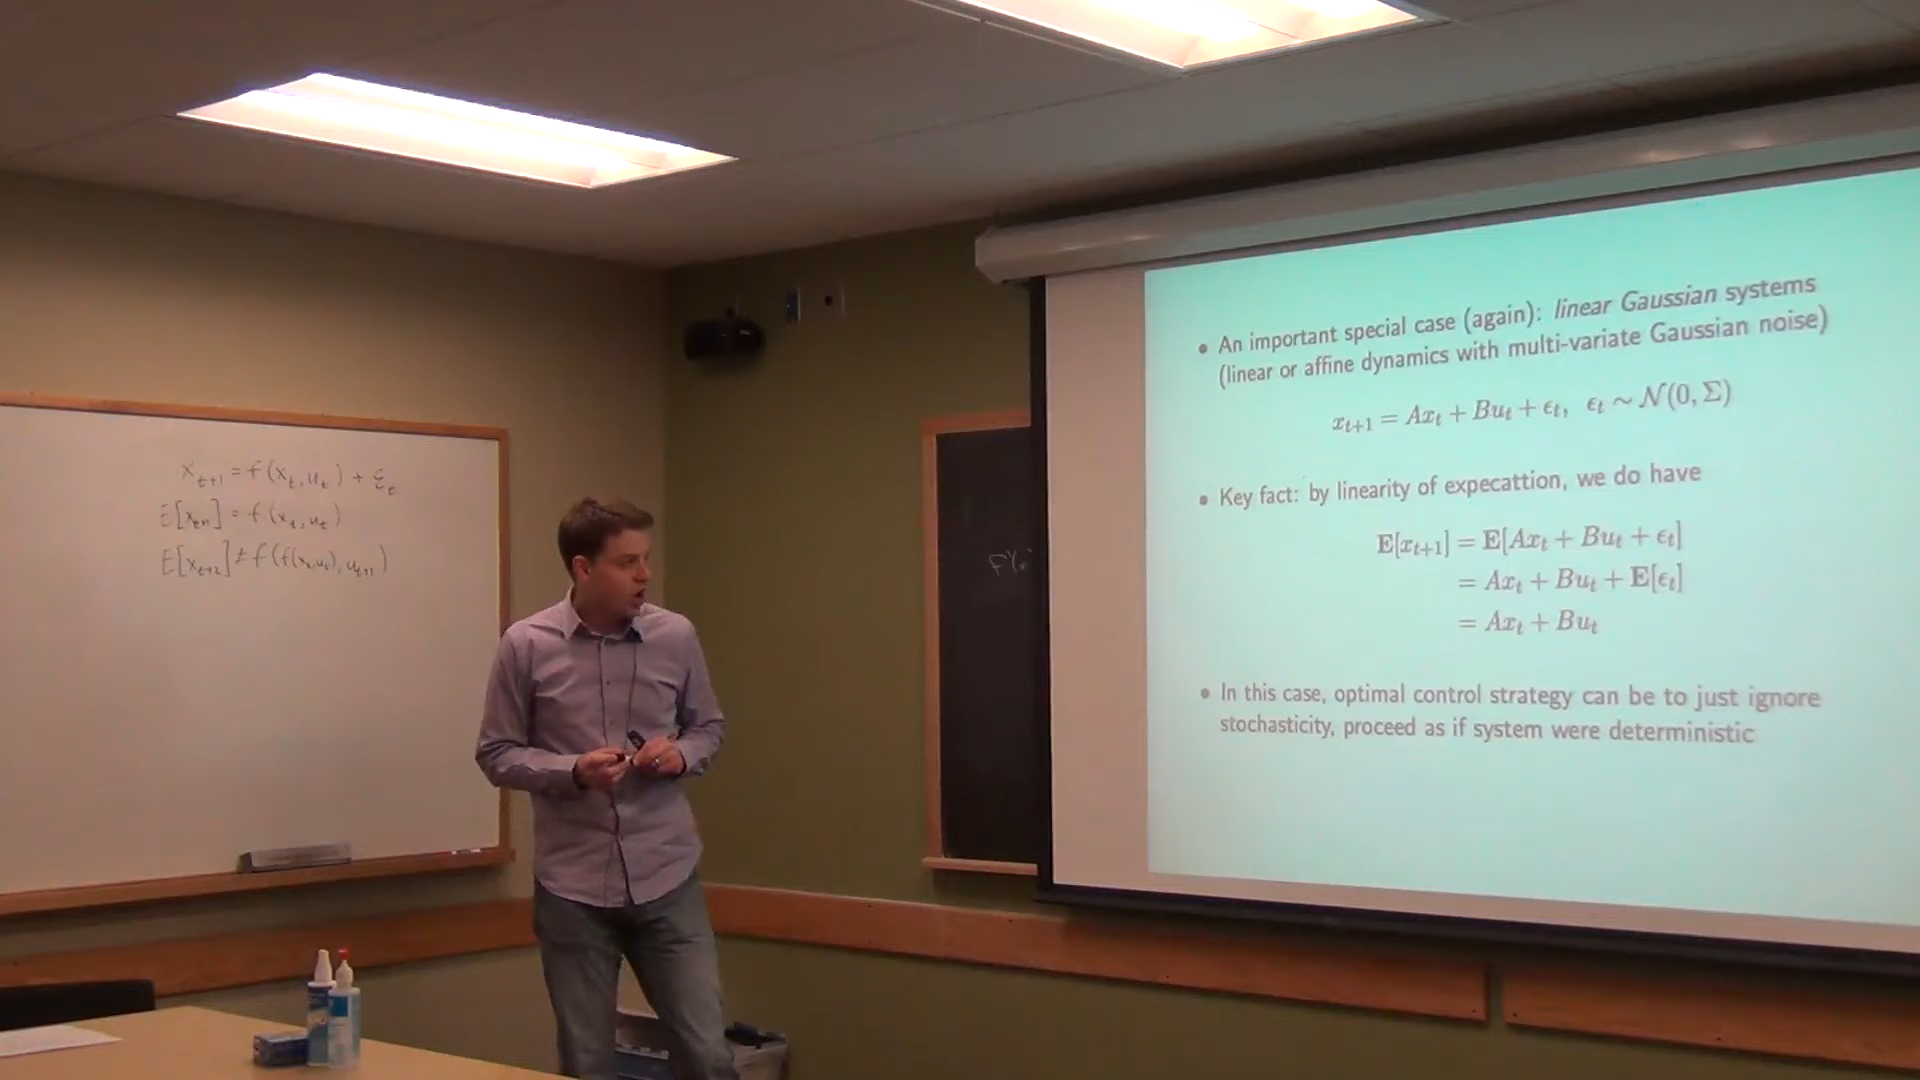 x_{t+1} = f(x_t, u_t) + ε_t
E[x_{t+1}] = f(x_t, u_t)
E[x_{t+2}] ≠ f(f(x_t, u_t), u_{t+1})
• An important special case (again): linear Gaussian systems
(linear or affine dynamics with multi-variate Gaussian noise)
x_{t+1} = Ax_t + Bu_t + ϵ_t, ϵ_t ∼ N(0, Σ)
• Key fact: by linearity of expecattion, we do have
E[x_{t+1}] = E[Ax_t + Bu_t + ϵ_t]
= Ax_t + Bu_t + E[ϵ_t]
= Ax_t + Bu_t
• In this case, optimal control strategy can be to just ignore
stochasticity, proceed as if system were deterministic